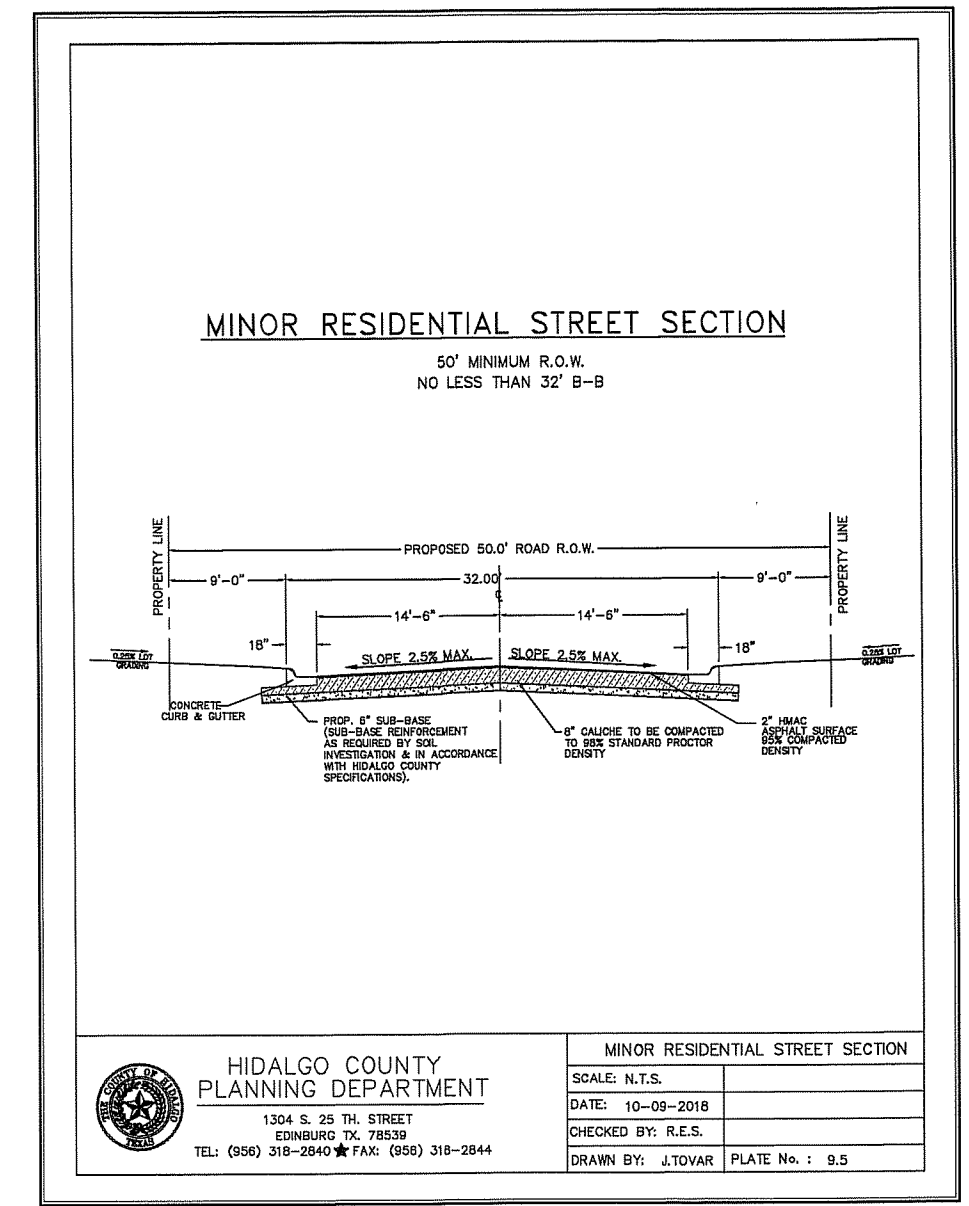 MINOR RESIDENTIAL STREET SECTION
50' MINIMUM R.O.W.
NO LESS THAN 32' B-B
PROPERTY LINE
PROPERTY LINE
PROPOSED 50.0' ROAD R.O.W.
9'-0"
32.00'
9'-0"
℄
14'-6"
14'-6"
18"
18"
SLOPE 2.5% MAX.
SLOPE 2.5% MAX.
0.25% LOT
GRADING
0.25% LOT
GRADING
CONCRETE
CURB & GUTTER
PROP. 6" SUB-BASE
(SUB-BASE REINFORCEMENT
AS REQUIRED BY SOIL
INVESTIGATION & IN ACCORDANCE
WITH HIDALGO COUNTY
SPECIFICATIONS).
CALICHE TO BE COMPACTED
TO 98% STANDARD PROCTOR
DENSITY
2" HMAC
ASPHALT SURFACE
95% COMPACTED
DENSITY
THE COUNTY OF HIDALGO
TEXAS
HIDALGO COUNTY
PLANNING DEPARTMENT
1304 S. 25 TH. STREET
EDINBURG TX. 78539
TEL: (956) 318-2840 ★ FAX: (956) 318-2844
MINOR RESIDENTIAL STREET SECTION
SCALE: N.T.S.
DATE: 10-09-2018
CHECKED BY: R.E.S.
DRAWN BY: J.TOVAR
PLATE No. : 9.5